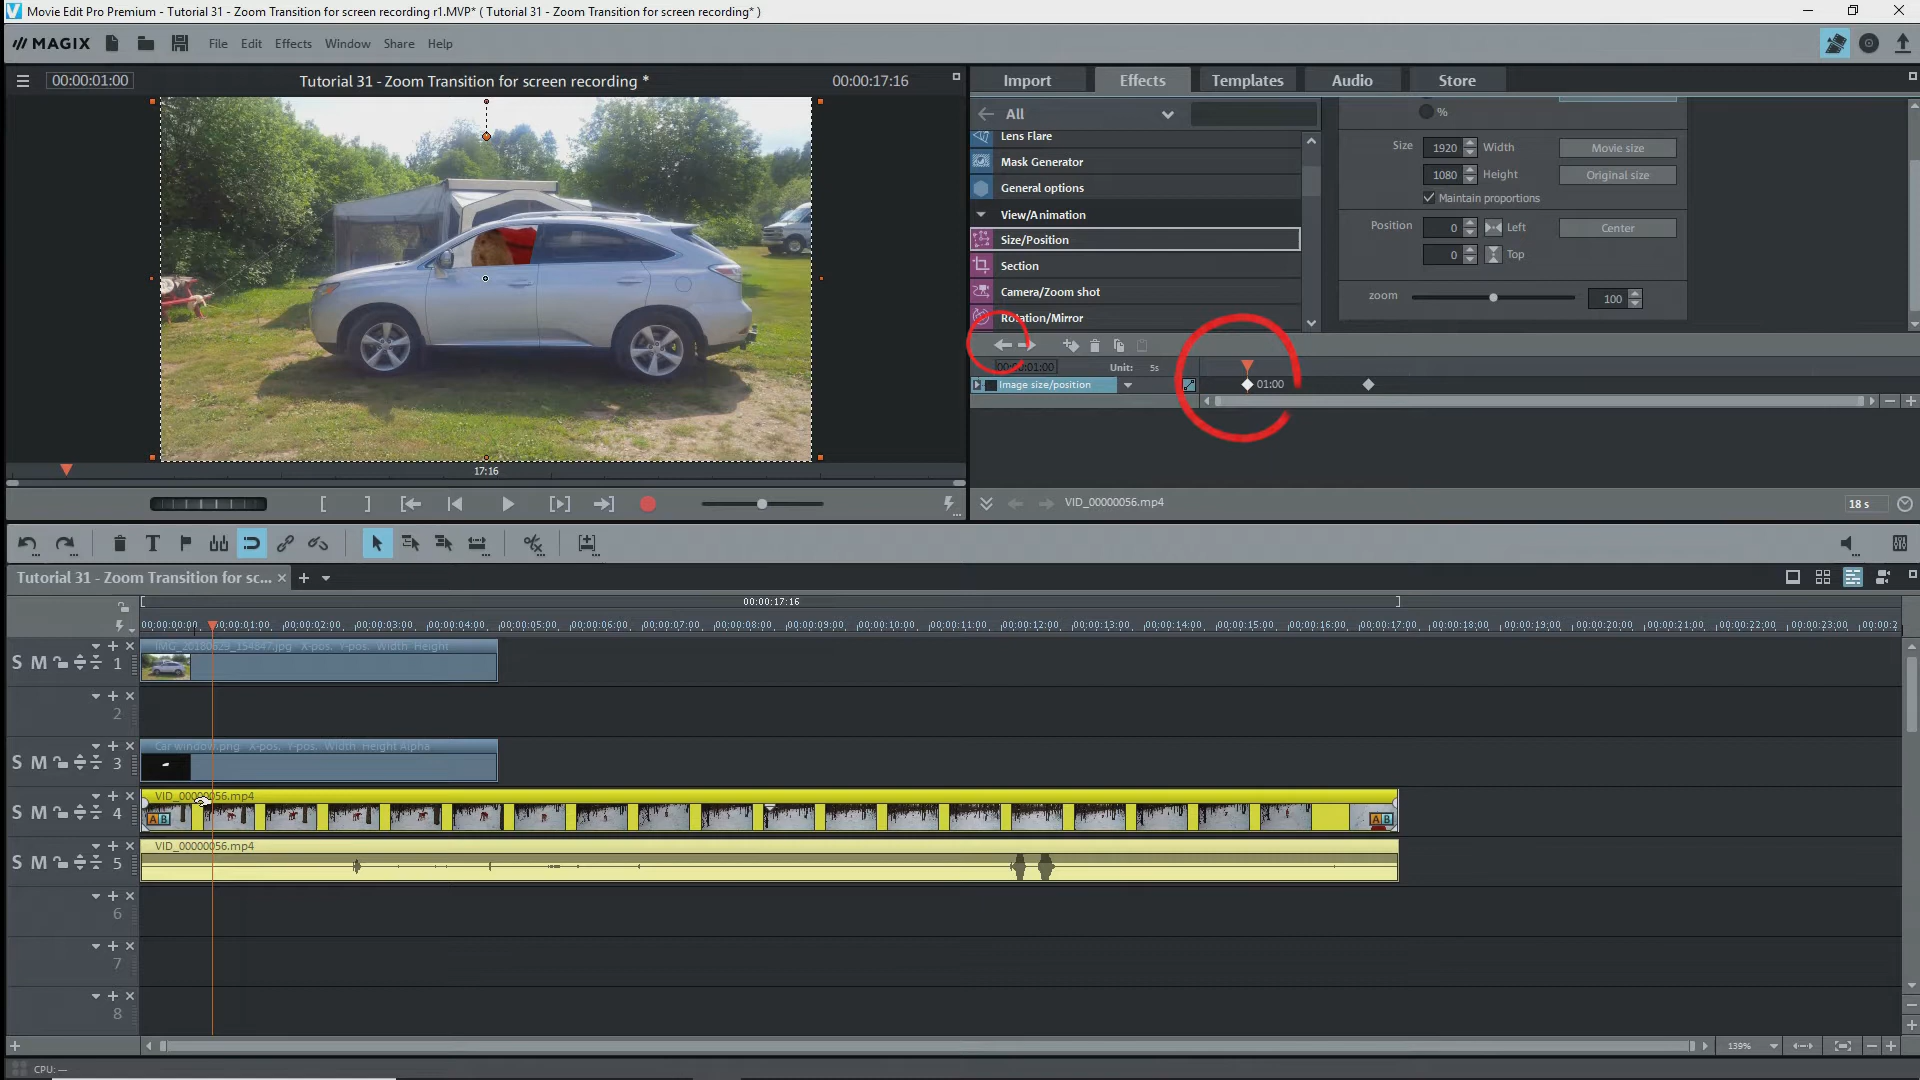 Movie Edit Pro Premium - Tutorial 31 - Zoom Transition for screen recording r1.MVP* ( Tutorial 31 - Zoom Transition for screen recording* )
MAGIX File Edit Effects Window Share Help
00:00:01:00 Tutorial 31 - Zoom Transition for screen recording * 00:00:17:16
Import Effects Templates Audio Store
All
%
Lens Flare
Mask Generator
General options
View/Animation
Size/Position
Section
Camera/Zoom shot
Rotation/Mirror
Size 1920 Width Movie size
1080 Height Original size
Maintain proportions
Position 0 Left Center
0 Top
zoom 100
00:00:01:00 Unit: 5s
Image size/position 01:00
17:16
VID_00000056.mp4 18 s
Tutorial 31 - Zoom Transition for sc...
00:00:17:16
00:00:00:00 00:00:01:00 00:00:02:00 00:00:03:00 00:00:04:00 00:00:05:00 00:00:06:00 00:00:07:00 00:00:08:00 00:00:09:00 00:00:10:00 00:00:11:00 00:00:12:00 00:00:13:00 00:00:14:00 00:00:15:00 00:00:16:00 00:00:17:00 00:00:18:00 00:00:19:00 00:00:20:00 00:00:21:00 00:00:22:00 00:00:23:00 00:00:2
IMG_20180629_154847.jpg X-pos. Y-pos. Width Height
S M 1
2
Car window.png X-pos. Y-pos. Width Height Alpha
S M 3
VID_00000056.mp4
S M 4
A B A B
VID_00000056.mp4
S M 5
6
7
8
139%
CPU: —